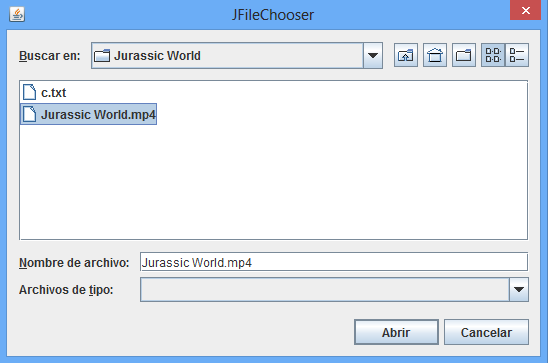 JFileChooser
Buscar en: Jurassic World
c.txt
Jurassic World.mp4
Nombre de archivo: Jurassic World.mp4
Archivos de tipo:
Abrir Cancelar